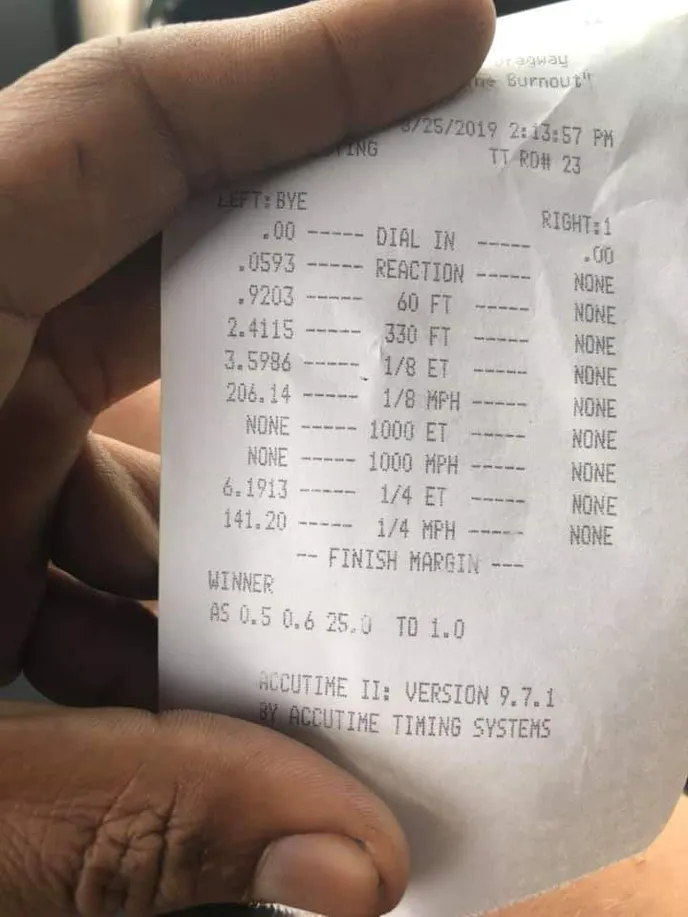 Burnout"
/25/2019 2:13:57 PM
TT RD# 23
LEFT:BYE RIGHT:1
.00 ----- DIAL IN ----- .00
.0593 ----- REACTION ----- NONE
.9203 ----- 60 FT ----- NONE
2.4115 ----- 330 FT ----- NONE
3.5986 ----- 1/8 ET ----- NONE
206.14 ----- 1/8 MPH ----- NONE
NONE ----- 1000 ET ----- NONE
NONE ----- 1000 MPH ----- NONE
6.1913 ----- 1/4 ET ----- NONE
141.20 ----- 1/4 MPH ----- NONE
-- FINISH MARGIN ---
WINNER
AS 0.5 0.6 25.0 TO 1.0
ACCUTIME II: VERSION 9.7.1
BY ACCUTIME TIMING SYSTEMS